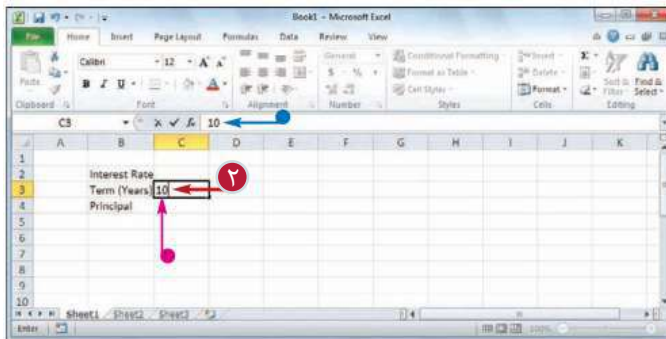 Book1 - Microsoft Excel
File Home Insert Page Layout Formulas Data Review View
Calibri 12 A A General Conditional Formatting Insert Σ
Paste B I U A $ % , Format as Table Delete Sort & Filter Find & Select
Cell Styles Format
Clipboard Font Alignment Number Styles Cells Editing
C3 fx 10
A B C D E F G H I J K
1
2 Interest Rate
3 Term (Years) 10 ٢
4 Principal
5
6
7
8
9
10
Sheet1 Sheet2 Sheet3
Enter 100%